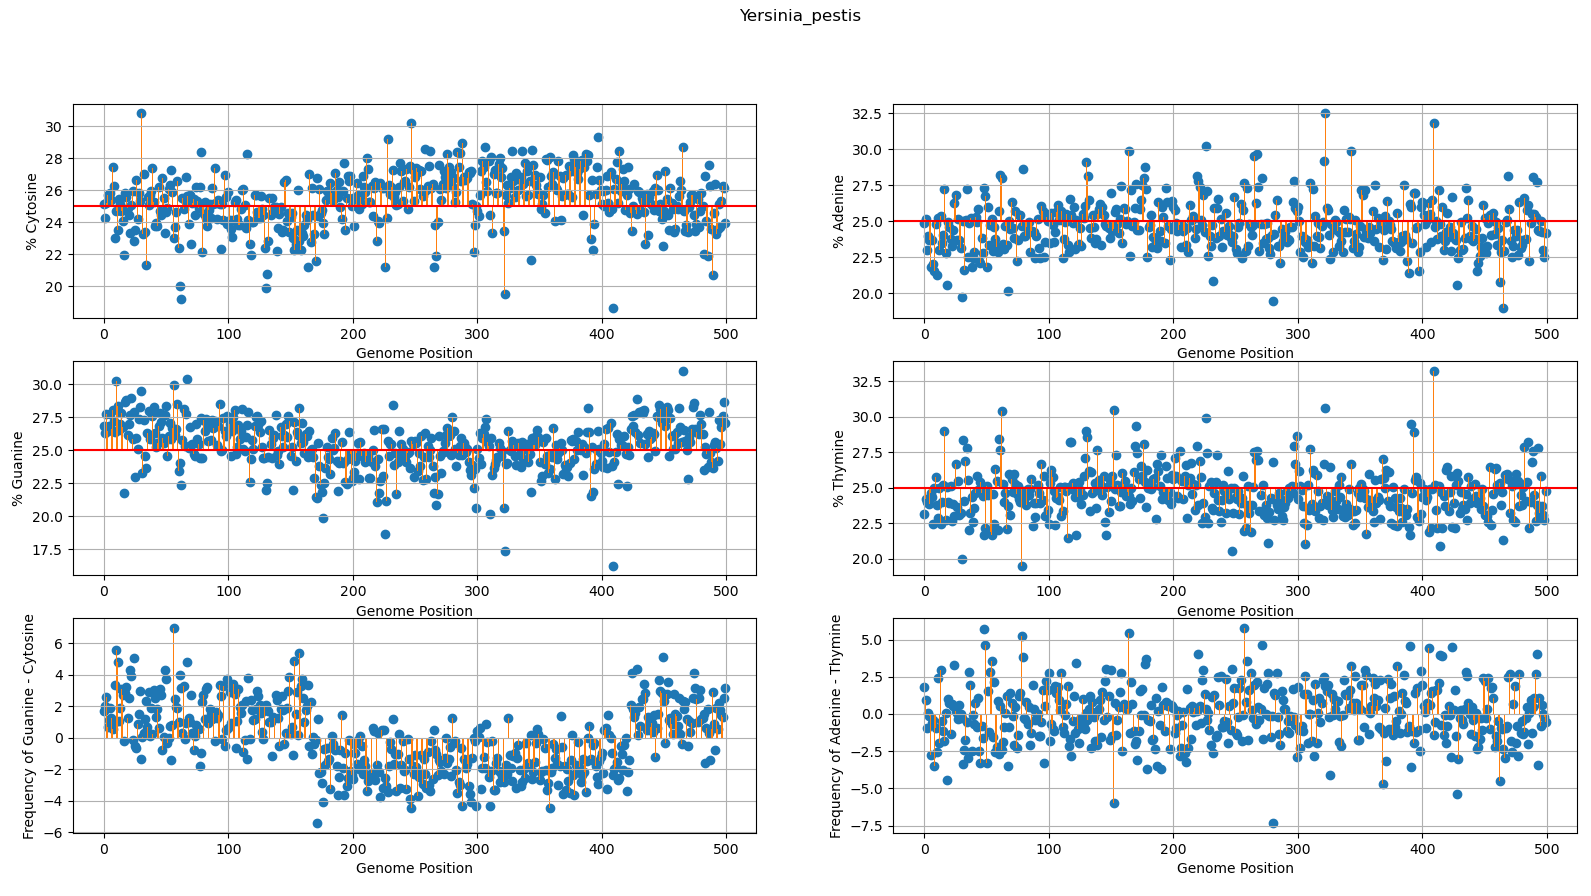 Yersinia_pestis
% Cytosine
30
28
26
24
22
20
0 100 200 300 400 500
Genome Position
% Adenine
32.5
30.0
27.5
25.0
22.5
20.0
0 100 200 300 400 500
Genome Position
% Guanine
30.0
27.5
25.0
22.5
20.0
17.5
0 100 200 300 400 500
Genome Position
% Thymine
32.5
30.0
27.5
25.0
22.5
20.0
0 100 200 300 400 500
Genome Position
Frequency of Guanine - Cytosine
6
4
2
0
−2
−4
−6
0 100 200 300 400 500
Genome Position
Frequency of Adenine - Thymine
5.0
2.5
0.0
−2.5
−5.0
−7.5
0 100 200 300 400 500
Genome Position